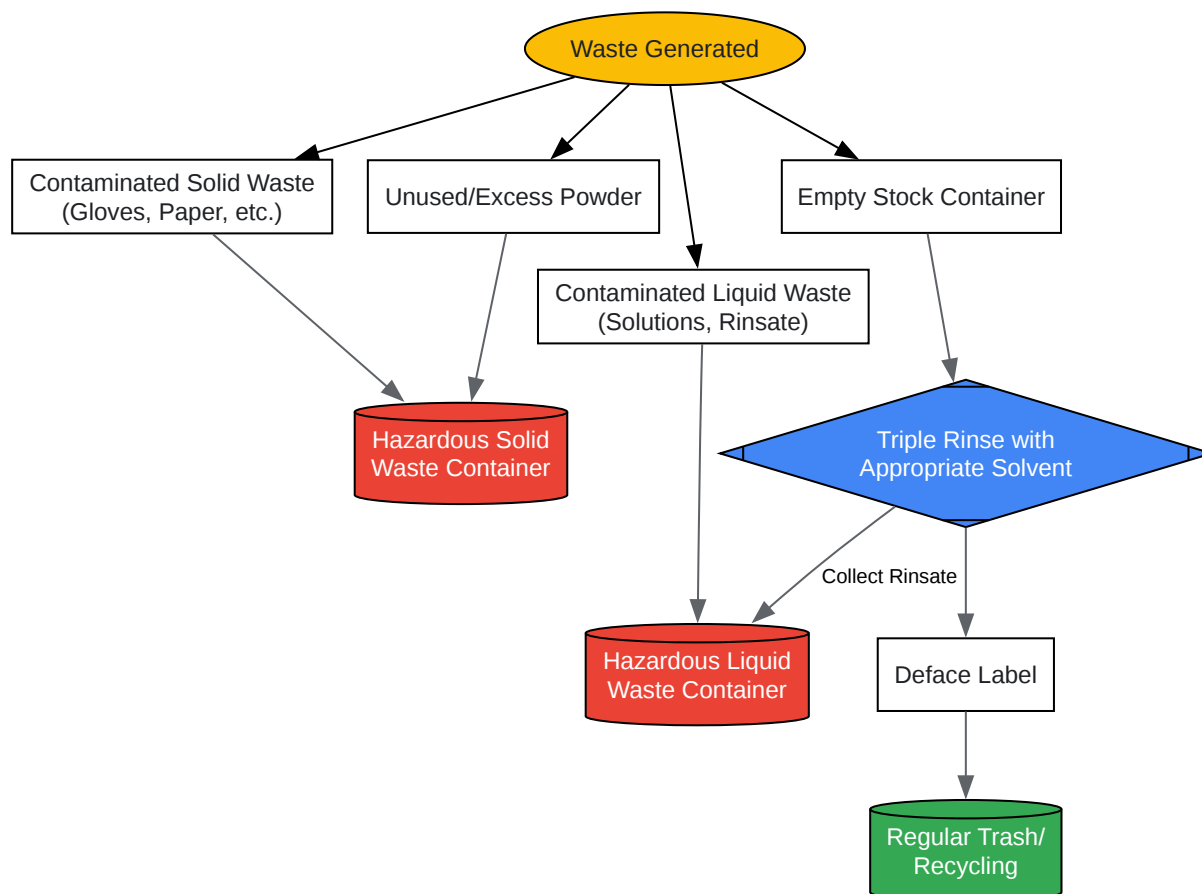 Waste Generated
Contaminated Solid Waste
(Gloves, Paper, etc.)
Unused/Excess Powder
Empty Stock Container
Contaminated Liquid Waste
(Solutions, Rinsate)
Hazardous Solid
Waste Container
Triple Rinse with
Appropriate Solvent
Collect Rinsate
Hazardous Liquid
Waste Container
Deface Label
Regular Trash/
Recycling